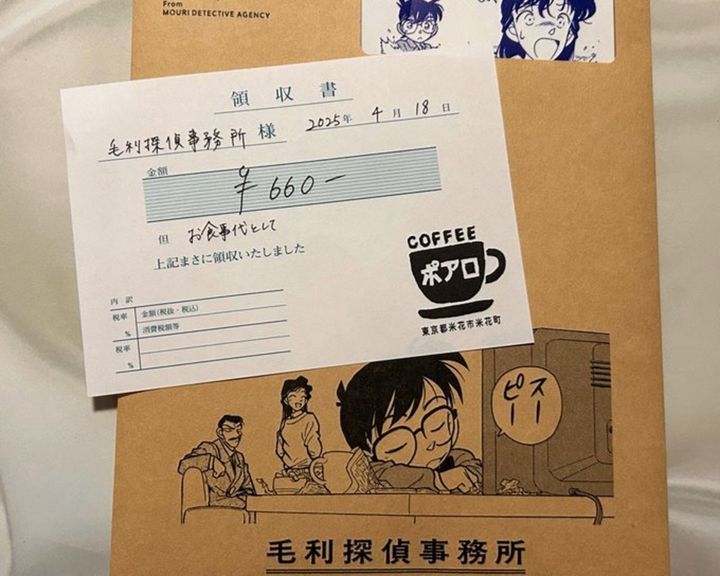 From
MOURI DETECTIVE AGENCY
領収書
毛利探偵事務所 様 2025年 4月 18日
金額
¥660-
但 お食事代として
上記まさに領収いたしました
COFFEE
ポアロ
東京都米花市米花町
内訳
税率 % 金額(税抜・税込)
消費税額等
税率 %
スピー
毛利探偵事務所